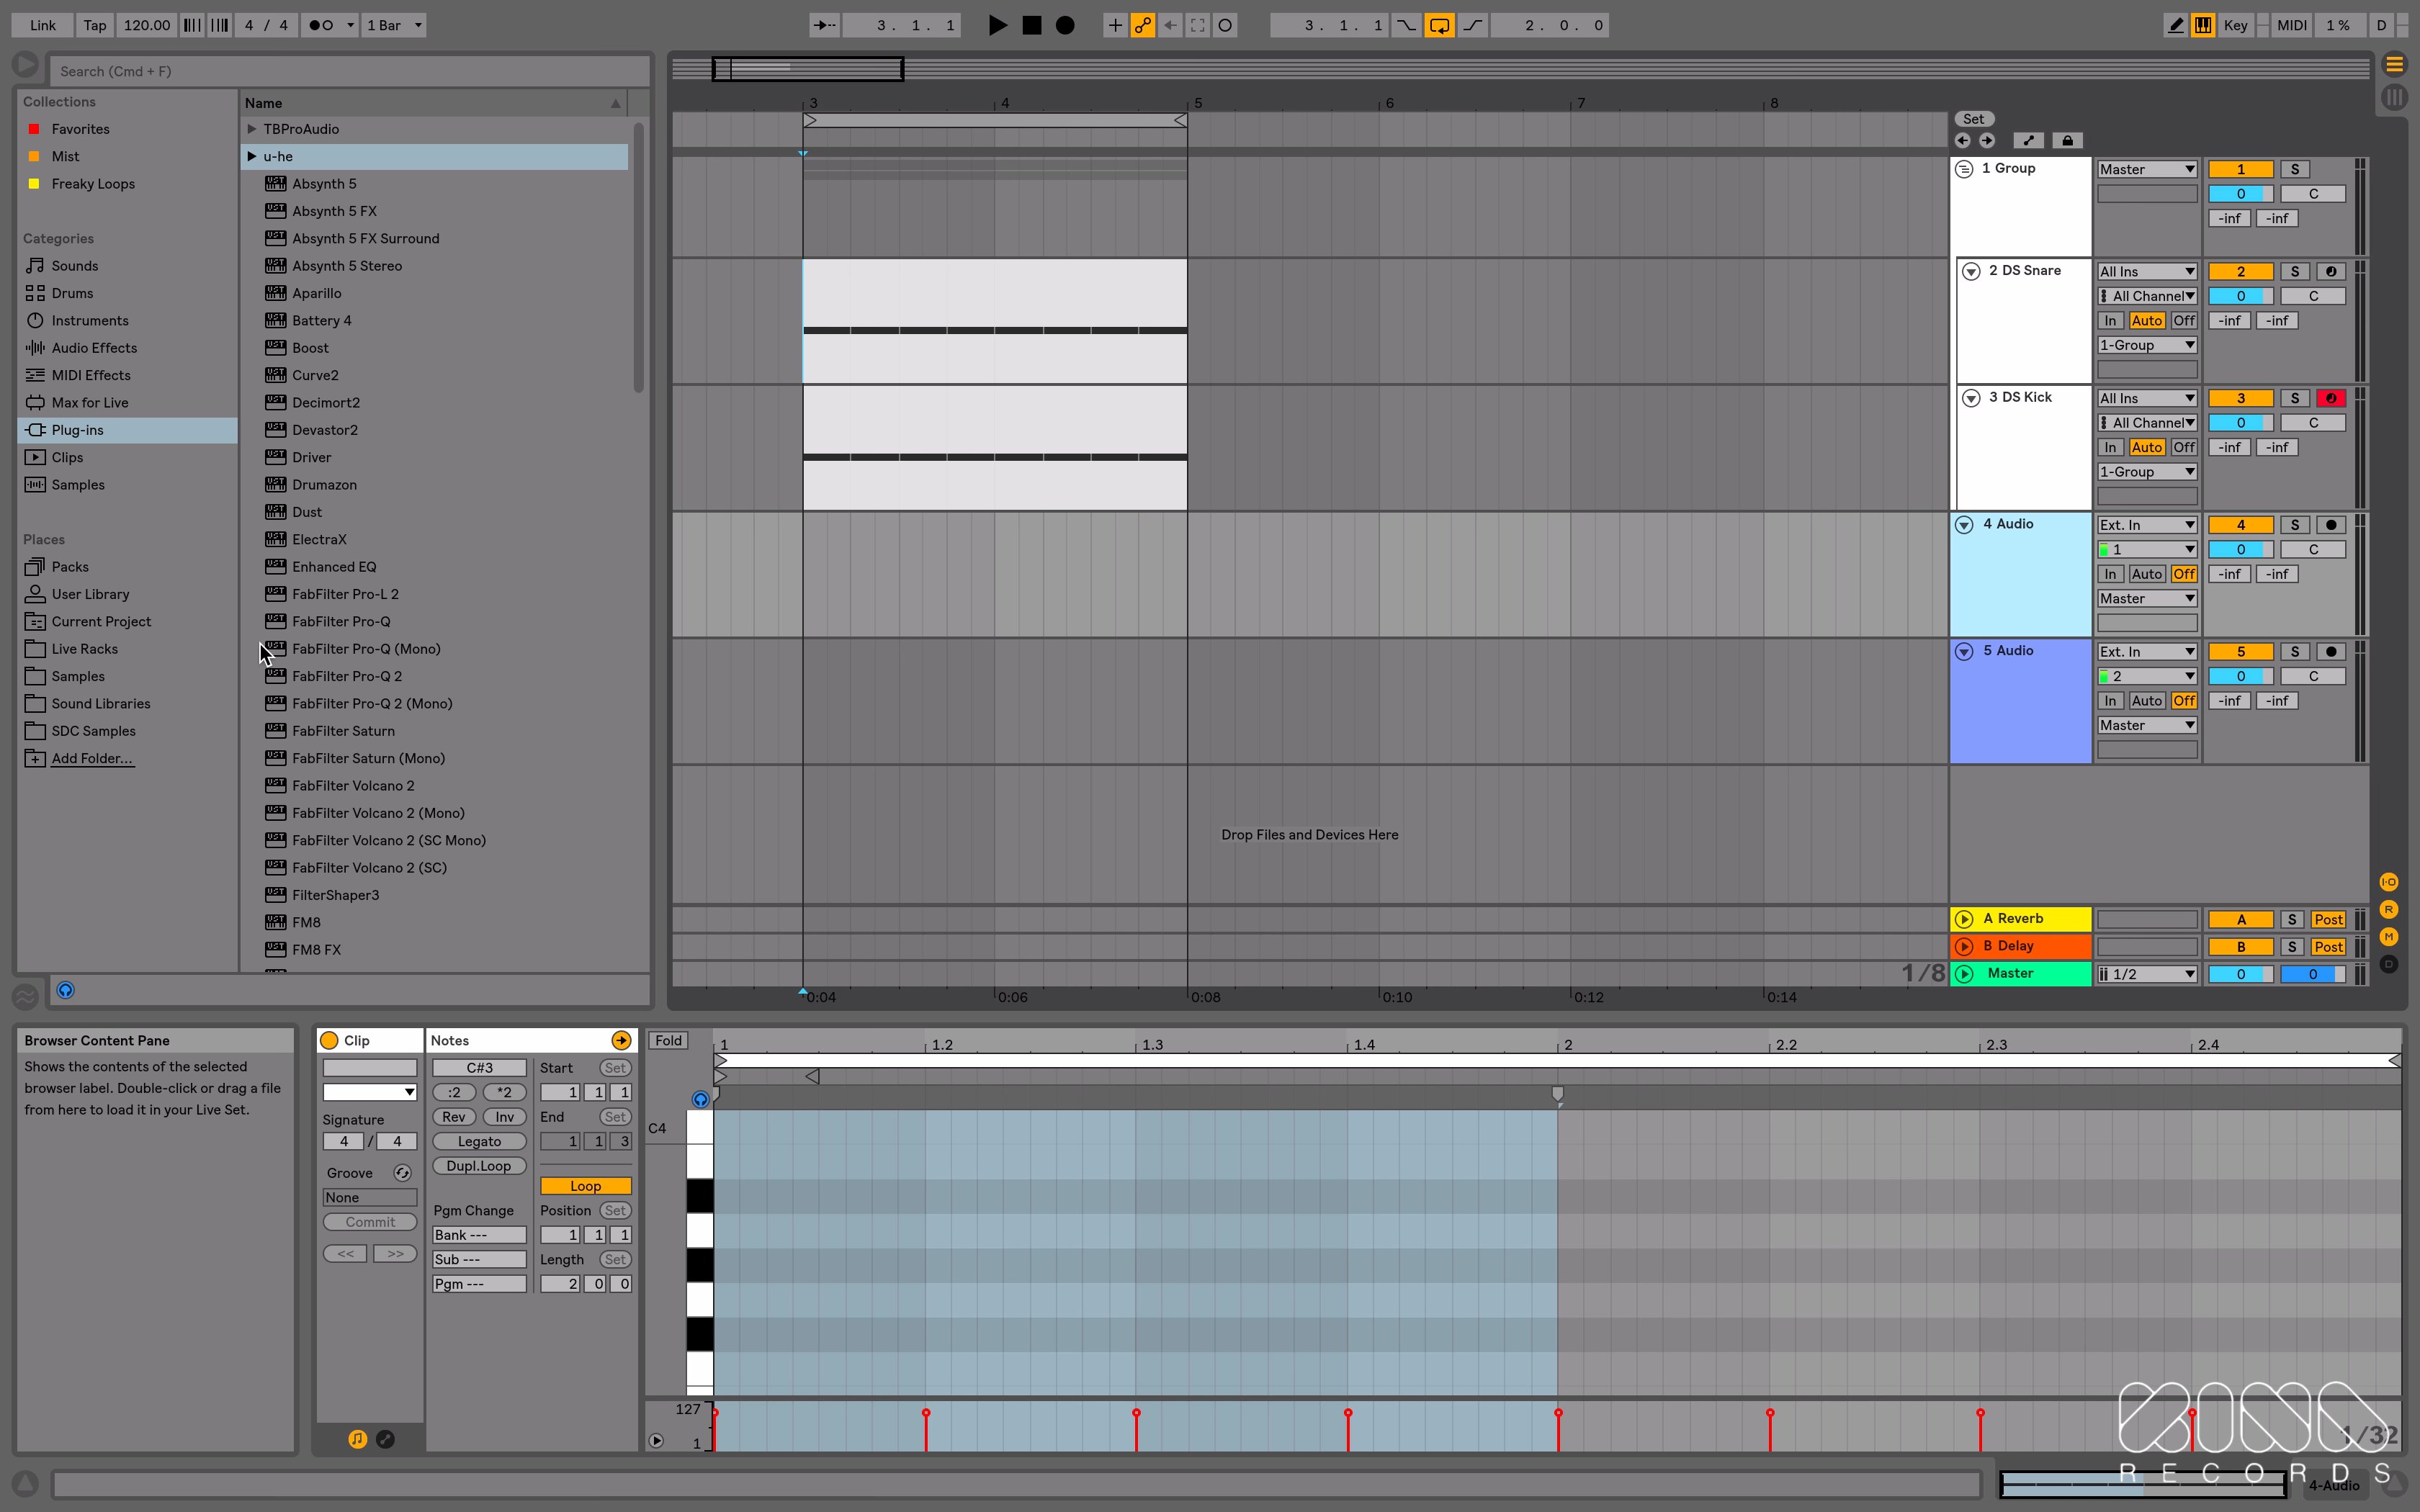 Link Tap 120.00 4 / 4 1 Bar 3. 1. 1 3. 1. 1 2. 0. 0 Key MIDI 1 % D
Search (Cmd + F)
Collections
Favorites
Mist
Freaky Loops
Categories
Sounds
Drums
Instruments
Audio Effects
MIDI Effects
Max for Live
Plug-ins
Clips
Samples
Places
Packs
User Library
Current Project
Live Racks
Samples
Sound Libraries
SDC Samples
Add Folder...
Name
TBProAudio
u-he
Absynth 5
Absynth 5 FX
Absynth 5 FX Surround
Absynth 5 Stereo
Aparillo
Battery 4
Boost
Curve2
Decimort2
Devastor2
Driver
Drumazon
Dust
ElectraX
Enhanced EQ
FabFilter Pro-L 2
FabFilter Pro-Q
FabFilter Pro-Q (Mono)
FabFilter Pro-Q 2
FabFilter Pro-Q 2 (Mono)
FabFilter Saturn
FabFilter Saturn (Mono)
FabFilter Volcano 2
FabFilter Volcano 2 (Mono)
FabFilter Volcano 2 (SC Mono)
FabFilter Volcano 2 (SC)
FilterShaper3
FM8
FM8 FX
3 4 5 6 7 8
Set
1 Group Master 1 S
0 C
-inf -inf
2 DS Snare All Ins 2 S
All Channel 0 C
In Auto Off -inf -inf
1-Group
3 DS Kick All Ins 3 S
All Channel 0 C
In Auto Off -inf -inf
1-Group
4 Audio Ext. In 4 S
1 0 C
In Auto Off -inf -inf
Master
5 Audio Ext. In 5 S
2 0 C
In Auto Off -inf -inf
Master
Drop Files and Devices Here
A Reverb A S Post
B Delay B S Post
1/8 Master 1/2 0 0
0:04 0:06 0:08 0:10 0:12 0:14
I-O
R
M
D
Browser Content Pane
Shows the contents of the selected
browser label. Double-click or drag a file
from here to load it in your Live Set.
Clip
Signature
4 / 4
Groove
None
Commit
<< >>
Notes
C#3
:2 *2
Rev Inv
Legato
Dupl.Loop
Pgm Change
Bank ---
Sub ---
Pgm ---
Start Set
1 1 1
End Set
1 1 3
Loop
Position Set
1 1 1
Length Set
2 0 0
Fold 1 1.2 1.3 1.4 2 2.2 2.3 2.4
C4
127
1
1/32
RECORDS
4-Audio